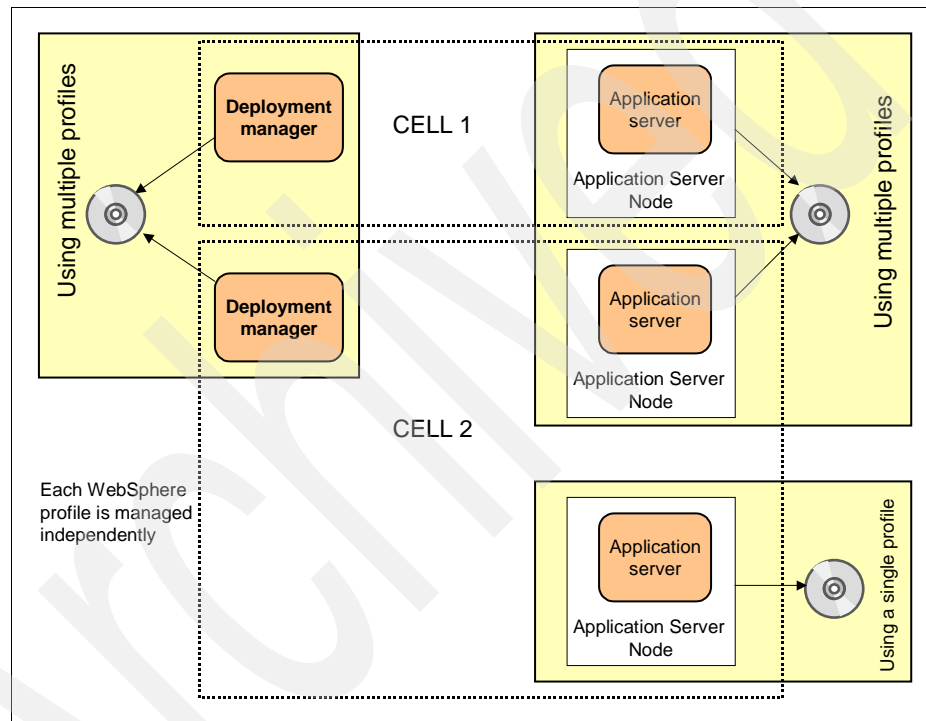 Using multiple profiles
Deployment
manager
Deployment
manager
CELL 1
CELL 2
Application
server
Application Server
Node
Application
server
Application Server
Node
Using multiple profiles
Each WebSphere
profile is managed
independently
Application
server
Application Server
Node
Using a single profile
Archived